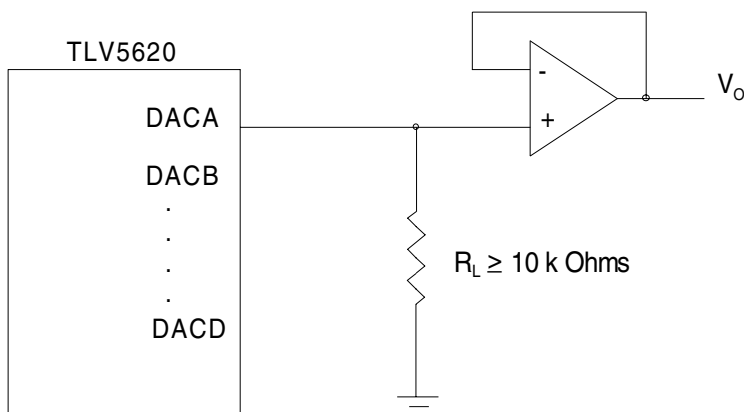 TLV5620
DACA
DACB
.
.
.
.
DACD
-
+
V_O
R_L ≥ 10 k Ohms